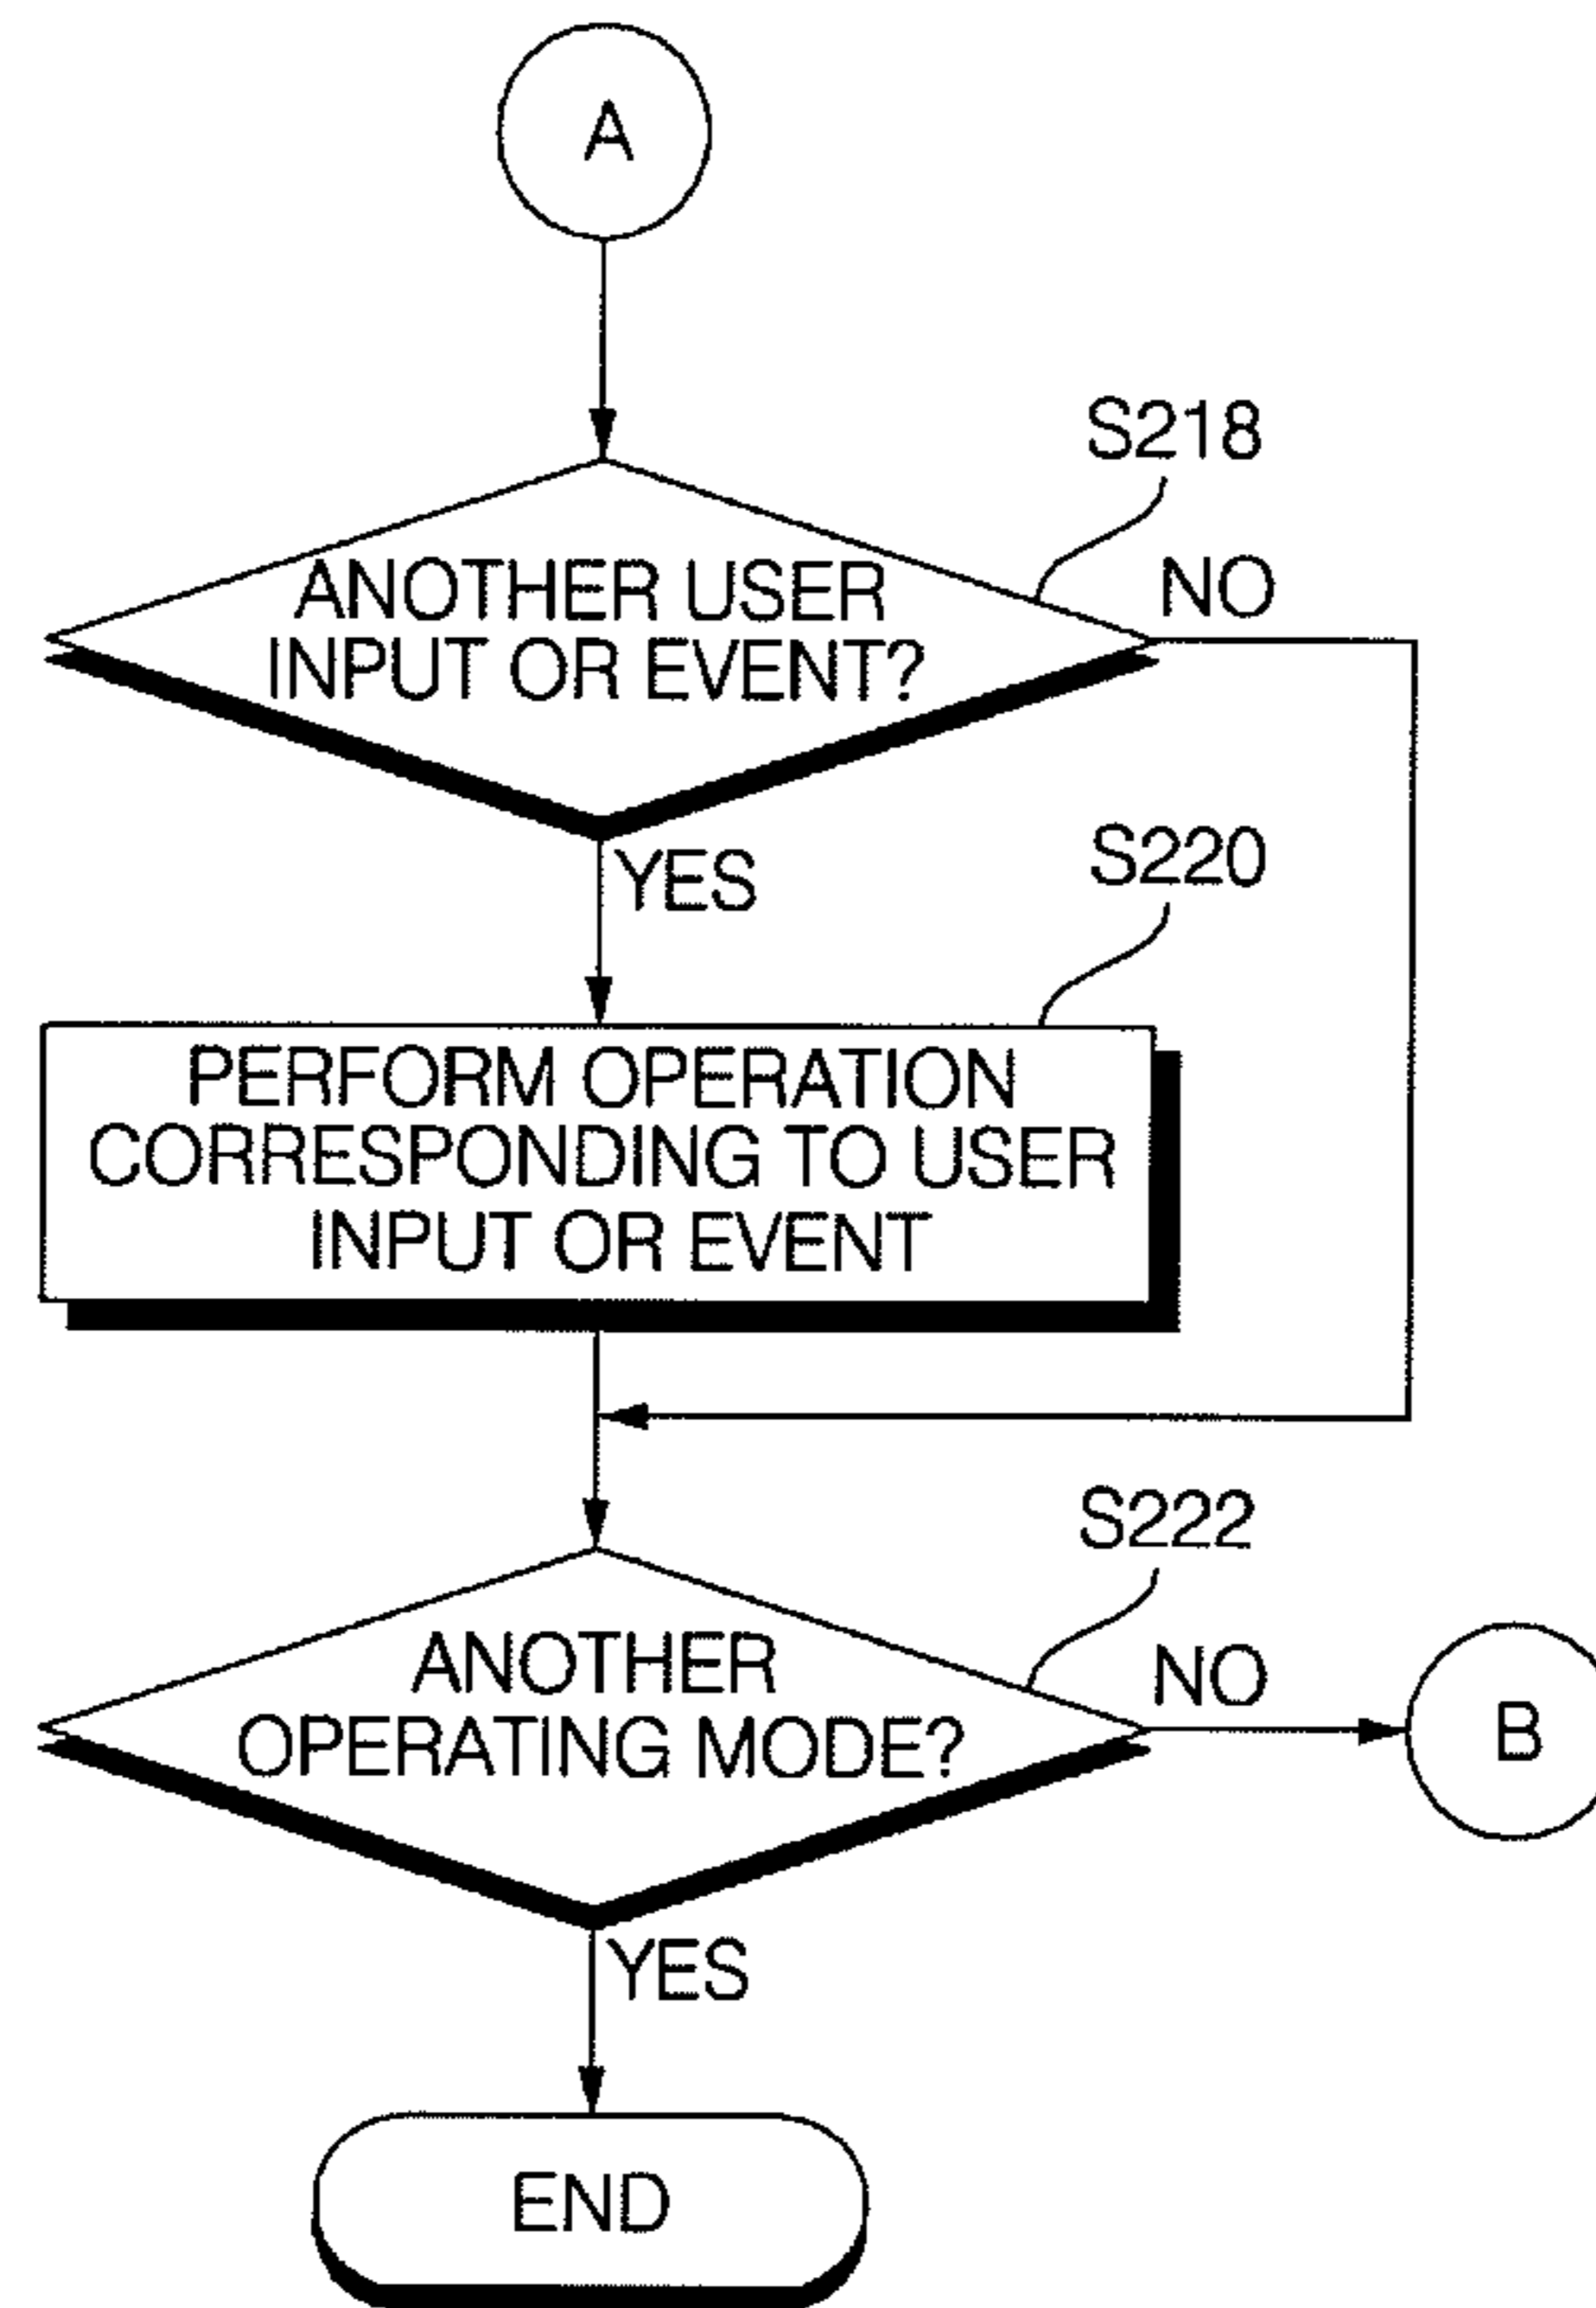 A
S218
ANOTHER USER
INPUT OR EVENT?
NO
YES
S220
PERFORM OPERATION
CORRESPONDING TO USER
INPUT OR EVENT
S222
ANOTHER
OPERATING MODE?
NO
B
YES
END